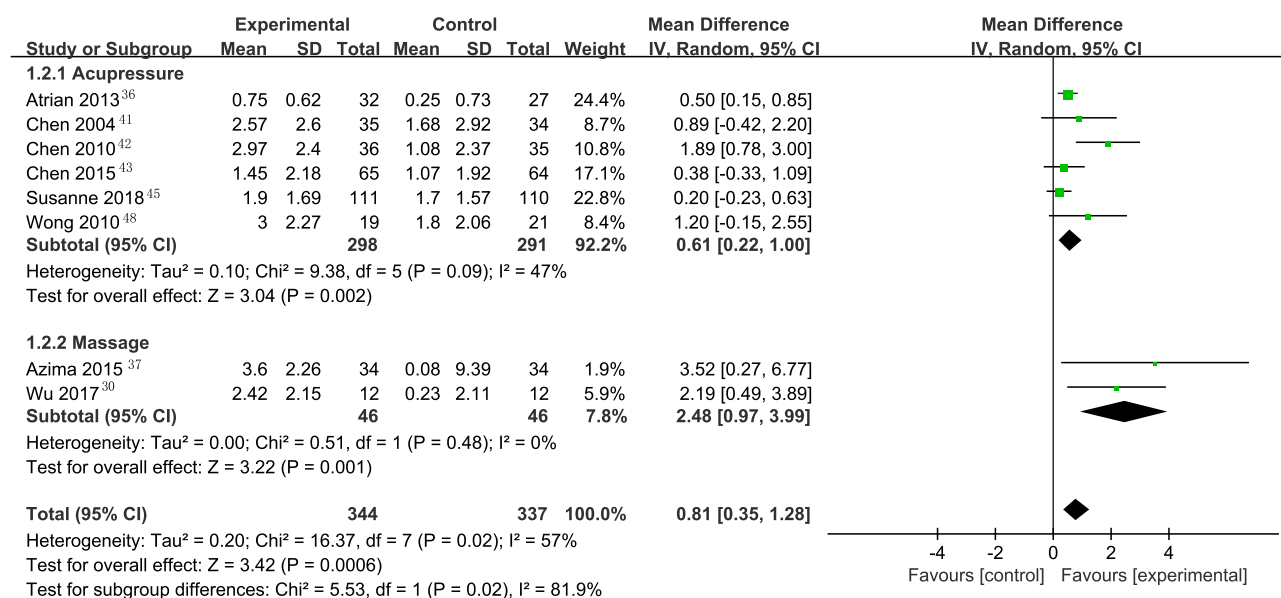 Experimental Control Mean Difference Mean Difference
Study or Subgroup Mean SD Total Mean SD Total Weight IV, Random, 95% CI IV, Random, 95% CI
1.2.1 Acupressure
Atrian 2013³⁶ 0.75 0.62 32 0.25 0.73 27 24.4% 0.50 [0.15, 0.85]
Chen 2004 ⁴¹ 2.57 2.6 35 1.68 2.92 34 8.7% 0.89 [-0.42, 2.20]
Chen 2010⁴² 2.97 2.4 36 1.08 2.37 35 10.8% 1.89 [0.78, 3.00]
Chen 2015 ⁴³ 1.45 2.18 65 1.07 1.92 64 17.1% 0.38 [-0.33, 1.09]
Susanne 2018 ⁴⁵ 1.9 1.69 111 1.7 1.57 110 22.8% 0.20 [-0.23, 0.63]
Wong 2010 ⁴⁸ 3 2.27 19 1.8 2.06 21 8.4% 1.20 [-0.15, 2.55]
Subtotal (95% CI) 298 291 92.2% 0.61 [0.22, 1.00]
Heterogeneity: Tau² = 0.10; Chi² = 9.38, df = 5 (P = 0.09); I² = 47%
Test for overall effect: Z = 3.04 (P = 0.002)
1.2.2 Massage
Azima 2015 ³⁷ 3.6 2.26 34 0.08 9.39 34 1.9% 3.52 [0.27, 6.77]
Wu 2017³⁰ 2.42 2.15 12 0.23 2.11 12 5.9% 2.19 [0.49, 3.89]
Subtotal (95% CI) 46 46 7.8% 2.48 [0.97, 3.99]
Heterogeneity: Tau² = 0.00; Chi² = 0.51, df = 1 (P = 0.48); I² = 0%
Test for overall effect: Z = 3.22 (P = 0.001)
Total (95% CI) 344 337 100.0% 0.81 [0.35, 1.28]
Heterogeneity: Tau² = 0.20; Chi² = 16.37, df = 7 (P = 0.02); I² = 57%
Test for overall effect: Z = 3.42 (P = 0.0006)
Test for subgroup differences: Chi² = 5.53, df = 1 (P = 0.02), I² = 81.9%
-4 -2 0 2 4
Favours [control] Favours [experimental]